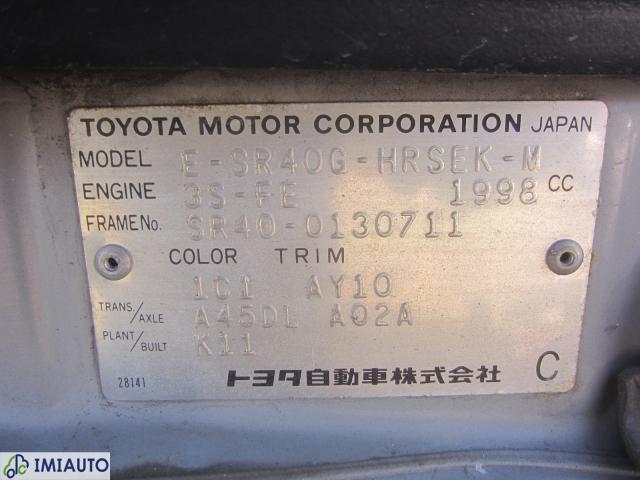 TOYOTA MOTOR CORPORATION JAPAN
MODEL E-SR40G-HRSEK-M
ENGINE 3S-FE 1998 CC
FRAME No. SR40-0130711
COLOR TRIM
1C1 AY10
TRANS/AXLE A45DL A02A
PLANT/BUILT K11
28141 トヨタ自動車株式会社 C
IMIAUTO